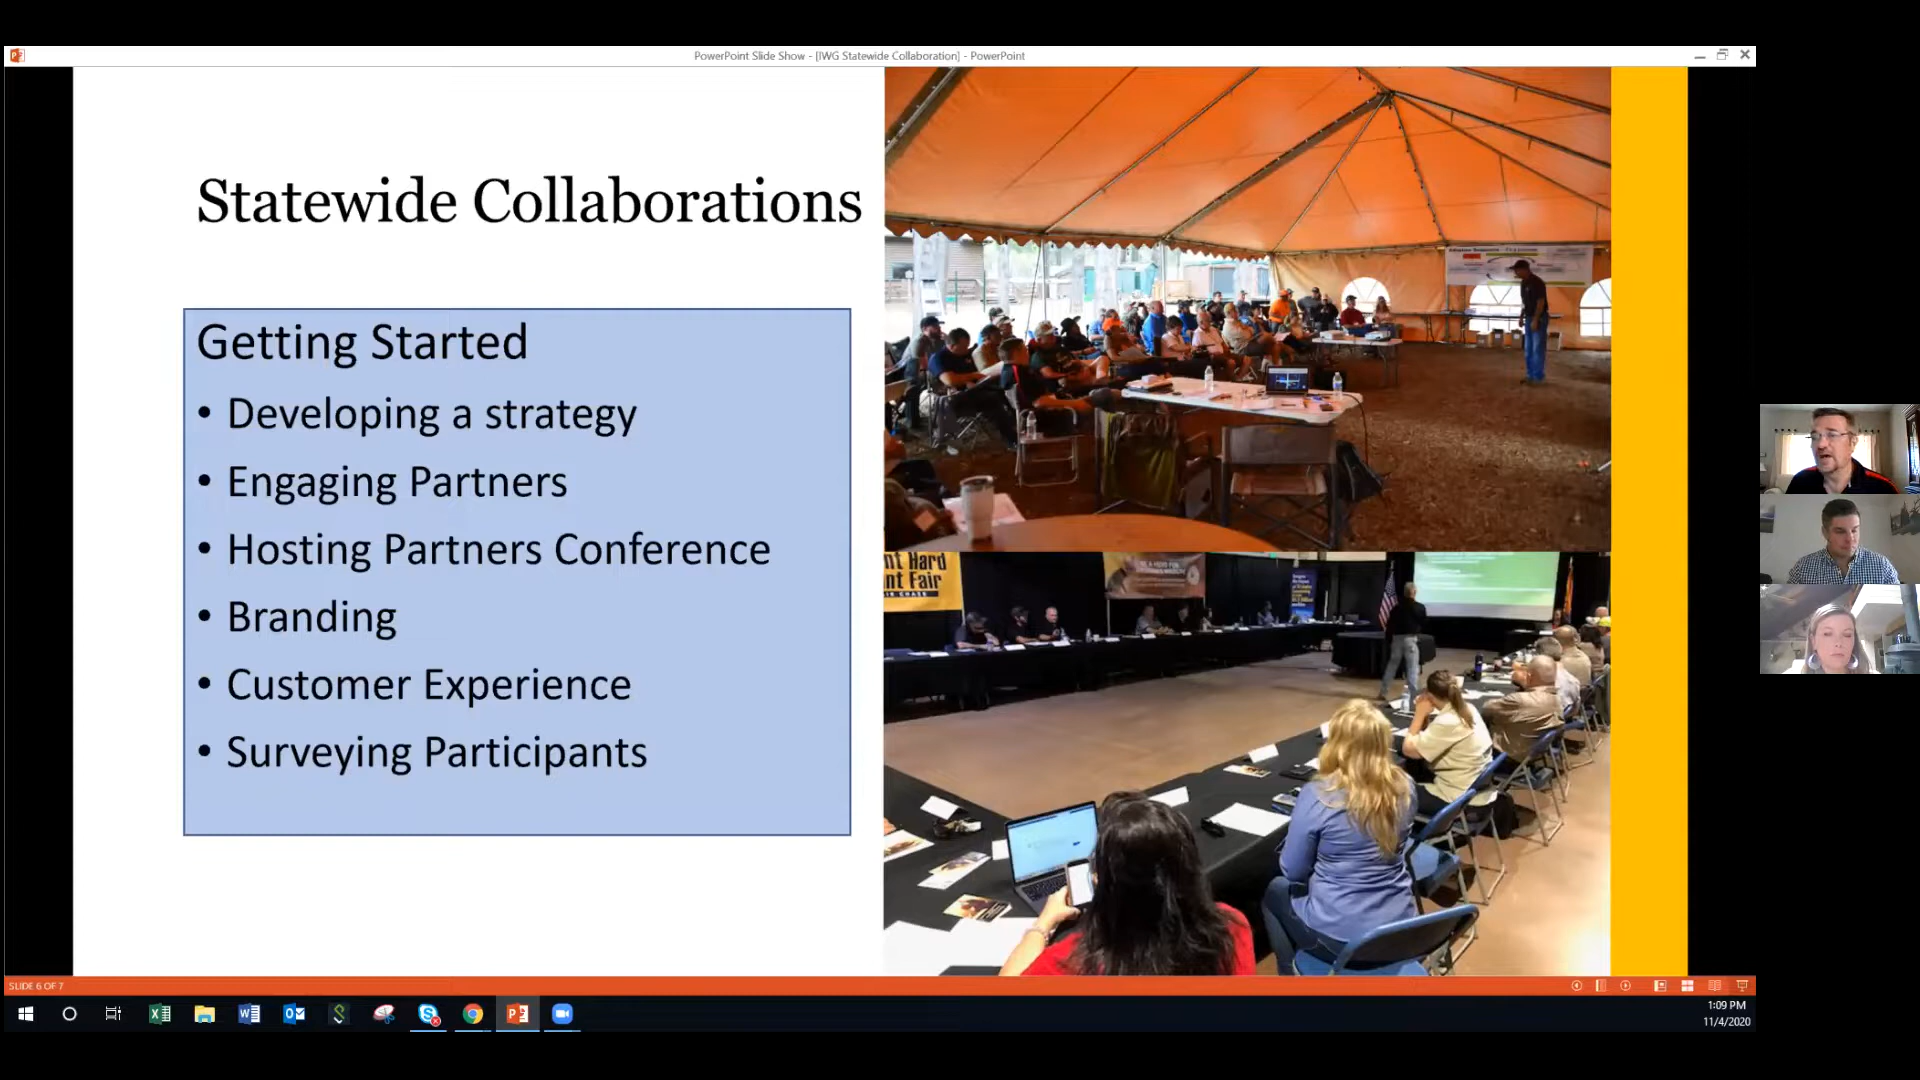 PowerPoint Slide Show - [IWG Statewide Collaboration] - PowerPoint
Statewide Collaborations
Getting Started
• Developing a strategy
• Engaging Partners
• Hosting Partners Conference
• Branding
• Customer Experience
• Surveying Participants
nt Hard
nt Fair
SLIDE 6 OF 7
1:09 PM
11/4/2020